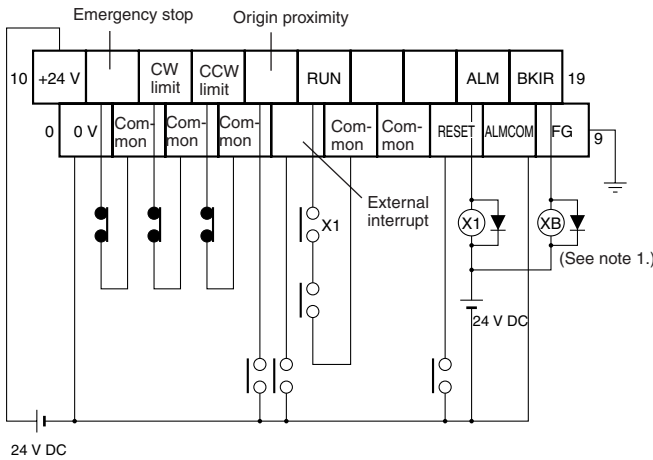 Emergency stop
Origin proximity
10
+24 V
CW
limit
CCW
limit
RUN
ALM
BKIR
19
0
0 V
Com-
mon
Com-
mon
Com-
mon
Com-
mon
Com-
mon
RESET
ALMCOM
FG
9
External
interrupt
X1
X1
XB
(See note 1.)
24 V DC
24 V DC